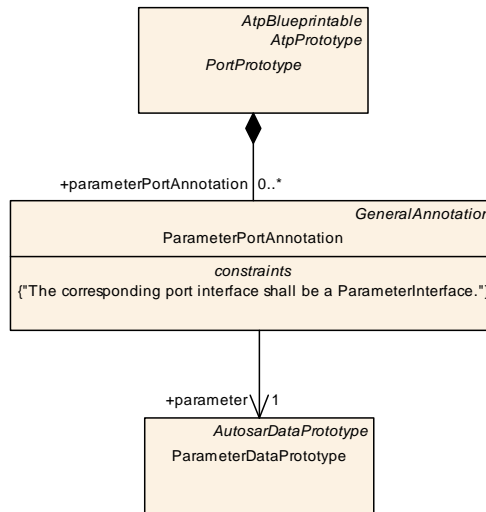 AtpBlueprintable
AtpPrototype
PortPrototype
+parameterPortAnnotation 0..*
GeneralAnnotation
ParameterPortAnnotation
constraints
{"The corresponding port interface shall be a ParameterInterface."}
+parameter 1
AutosarDataPrototype
ParameterDataPrototype